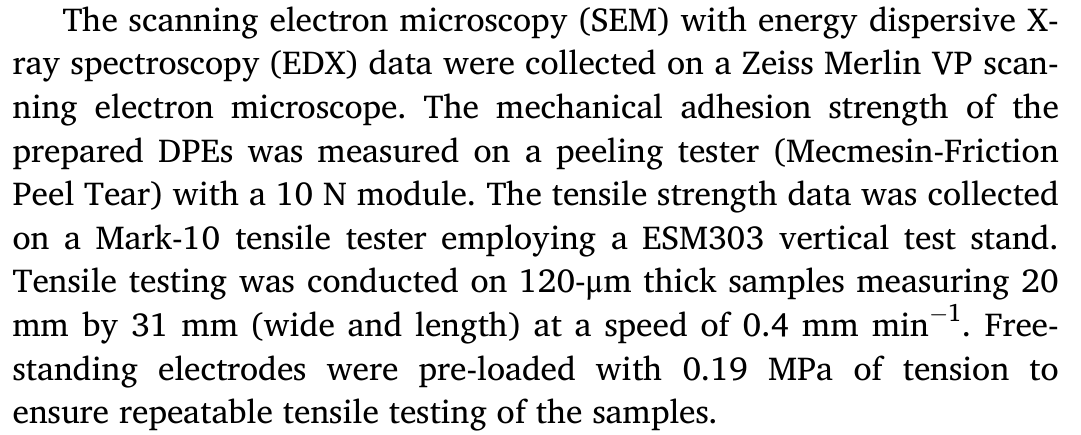 The scanning electron microscopy (SEM) with energy dispersive X-
ray spectroscopy (EDX) data were collected on a Zeiss Merlin VP scan-
ning electron microscope. The mechanical adhesion strength of the
prepared DPEs was measured on a peeling tester (Mecmesin-Friction
Peel Tear) with a 10 N module. The tensile strength data was collected
on a Mark-10 tensile tester employing a ESM303 vertical test stand.
Tensile testing was conducted on 120-μm thick samples measuring 20
mm by 31 mm (wide and length) at a speed of 0.4 mm min⁻¹. Free-
standing electrodes were pre-loaded with 0.19 MPa of tension to
ensure repeatable tensile testing of the samples.